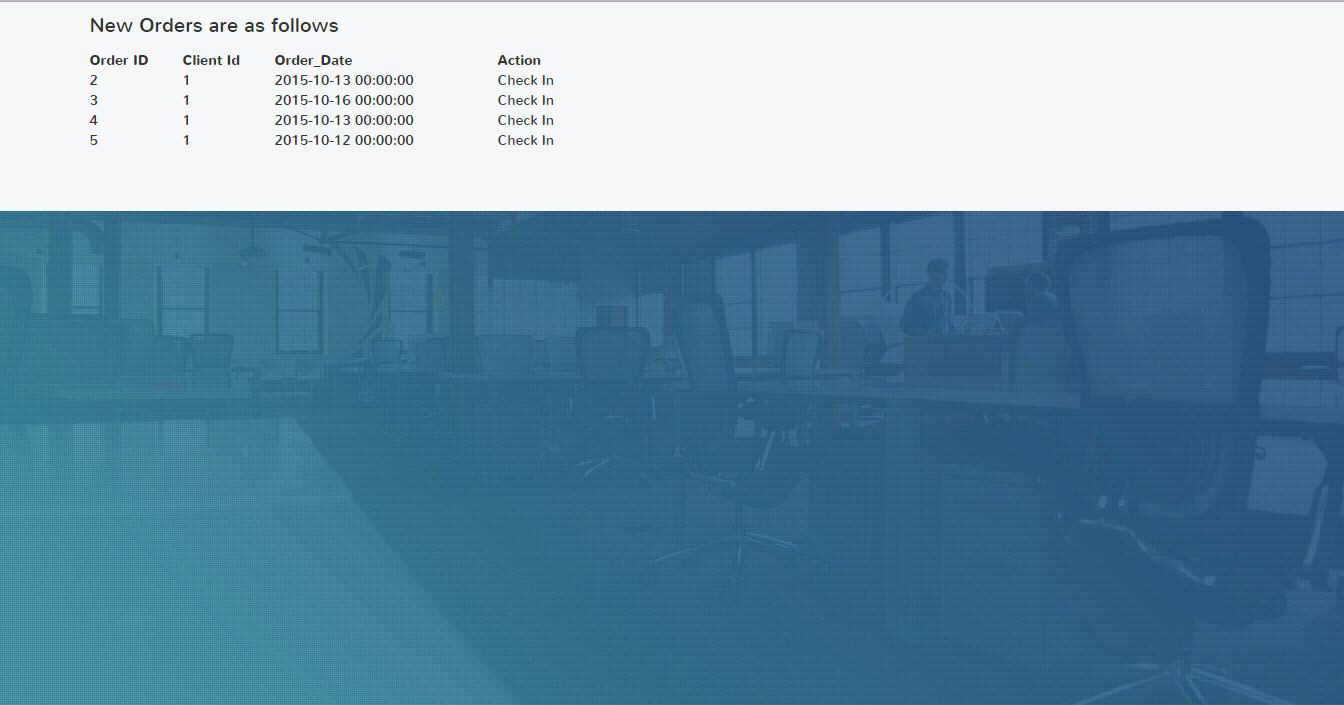 New Orders are as follows
Order ID Client Id Order_Date Action
2 1 2015-10-13 00:00:00 Check In
3 1 2015-10-16 00:00:00 Check In
4 1 2015-10-13 00:00:00 Check In
5 1 2015-10-12 00:00:00 Check In